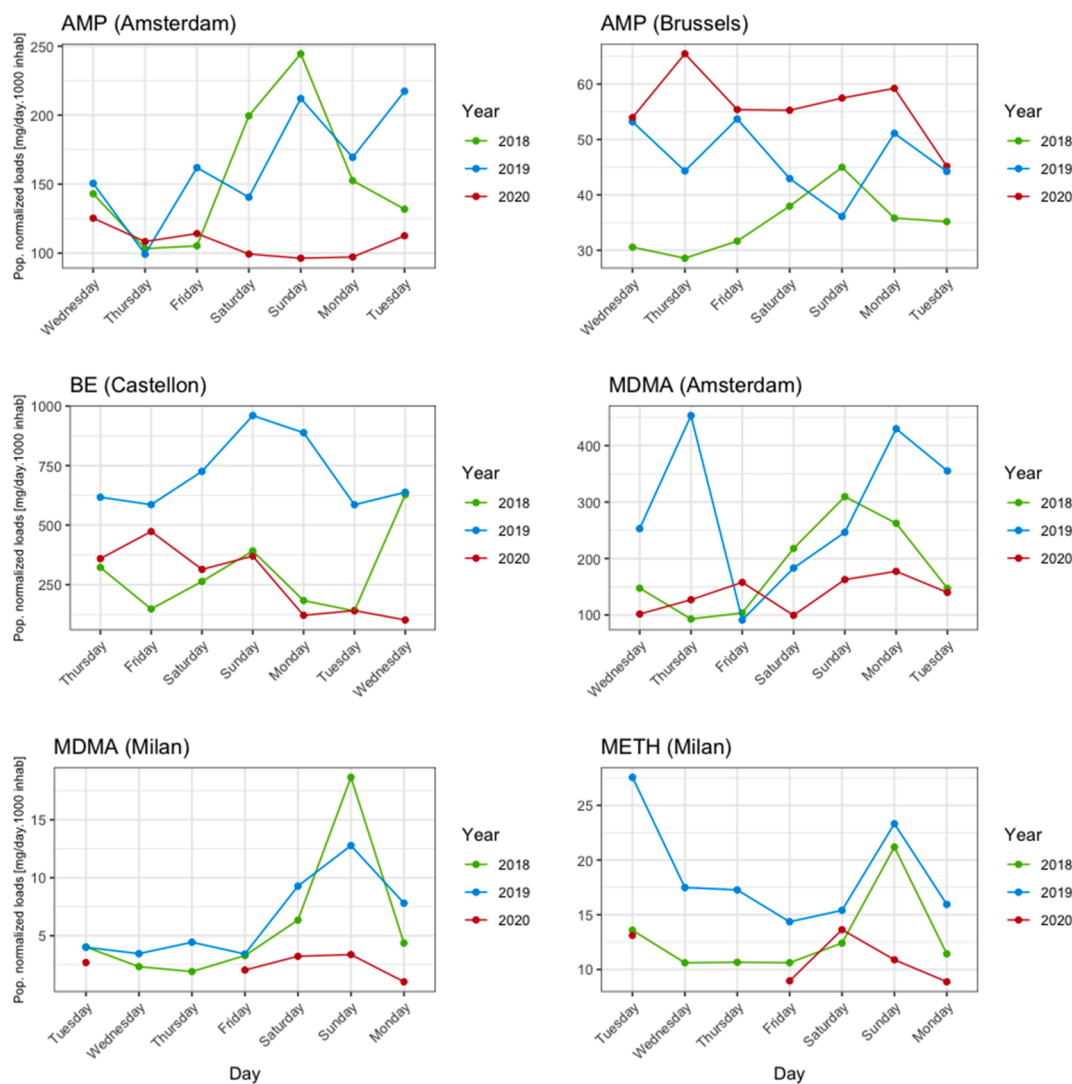 AMP (Amsterdam)
Pop. normalized loads [mg/day.1000 inhab]
250
200
150
100
Wednesday
Thursday
Friday
Saturday
Sunday
Monday
Tuesday
Year
2018
2019
2020
AMP (Brussels)
60
50
40
30
Wednesday
Thursday
Friday
Saturday
Sunday
Monday
Tuesday
Year
2018
2019
2020
BE (Castellon)
Pop. normalized loads [mg/day.1000 inhab]
1000
750
500
250
Thursday
Friday
Saturday
Sunday
Monday
Tuesday
Wednesday
Year
2018
2019
2020
MDMA (Amsterdam)
400
300
200
100
Wednesday
Thursday
Friday
Saturday
Sunday
Monday
Tuesday
Year
2018
2019
2020
MDMA (Milan)
Pop. normalized loads [mg/day.1000 inhab]
15
10
5
Tuesday
Wednesday
Thursday
Friday
Saturday
Sunday
Monday
Day
Year
2018
2019
2020
METH (Milan)
25
20
15
10
Tuesday
Wednesday
Thursday
Friday
Saturday
Sunday
Monday
Day
Year
2018
2019
2020